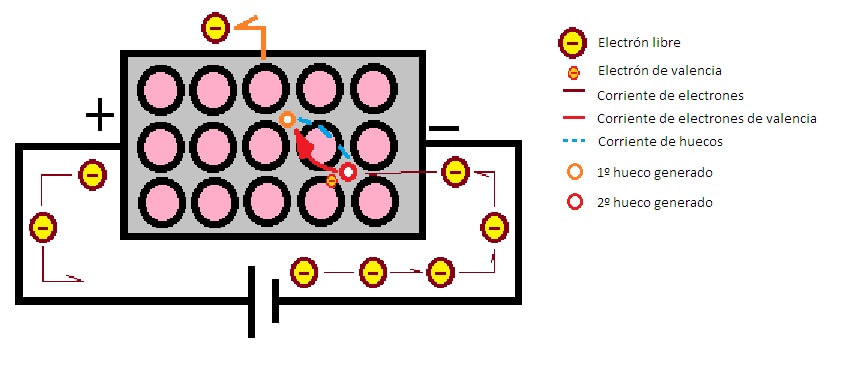 +
−
Electrón libre
Electrón de valencia
Corriente de electrones
Corriente de electrones de valencia
Corriente de huecos
1º hueco generado
2º hueco generado